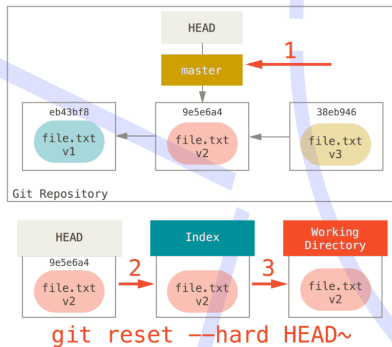 HEAD
master
1
eb43bf8
9e5e6a4
38eb946
file.txt
v1
file.txt
v2
file.txt
v3
Git Repository
HEAD
Index
Working
Directory
9e5e6a4
2
3
file.txt
v2
file.txt
v2
file.txt
v2
git reset --hard HEAD~